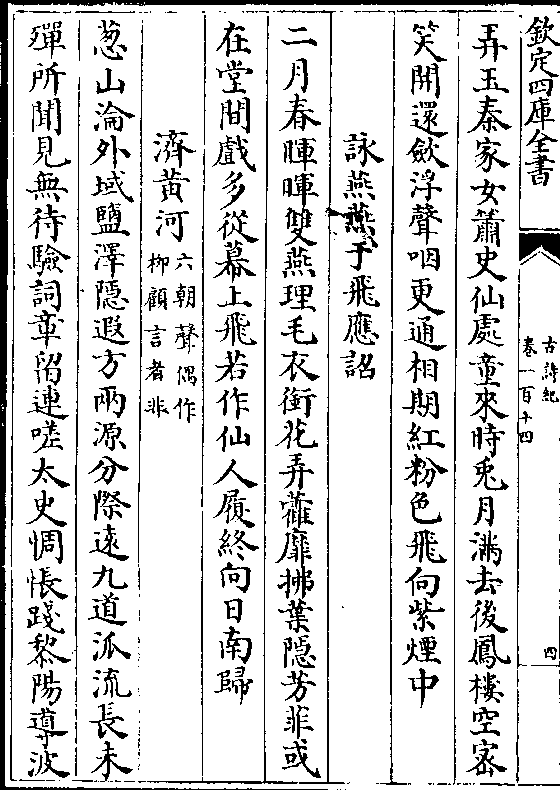 欽定四庫全書
古詩紀
卷一百十四
四
弄玉秦家女簫史仙處童來時兎月滿去後鳳樓空宻
笑開還斂浮聲咽更通相期紅粉色飛向紫煙中
詠燕燕于飛應詔
二月春暉暉雙燕理毛衣銜花弄藿靡拂葉隱芳菲或
在堂間戲多從幕上飛若作仙人履終向日南歸
濟黃河六朝聲偶作
柳顧言者非
葱山淪外域鹽澤隱遐方兩源分際逺九道派流長未
殫所聞見無待驗詞章留連嗟太史惆悵踐黎陽導波